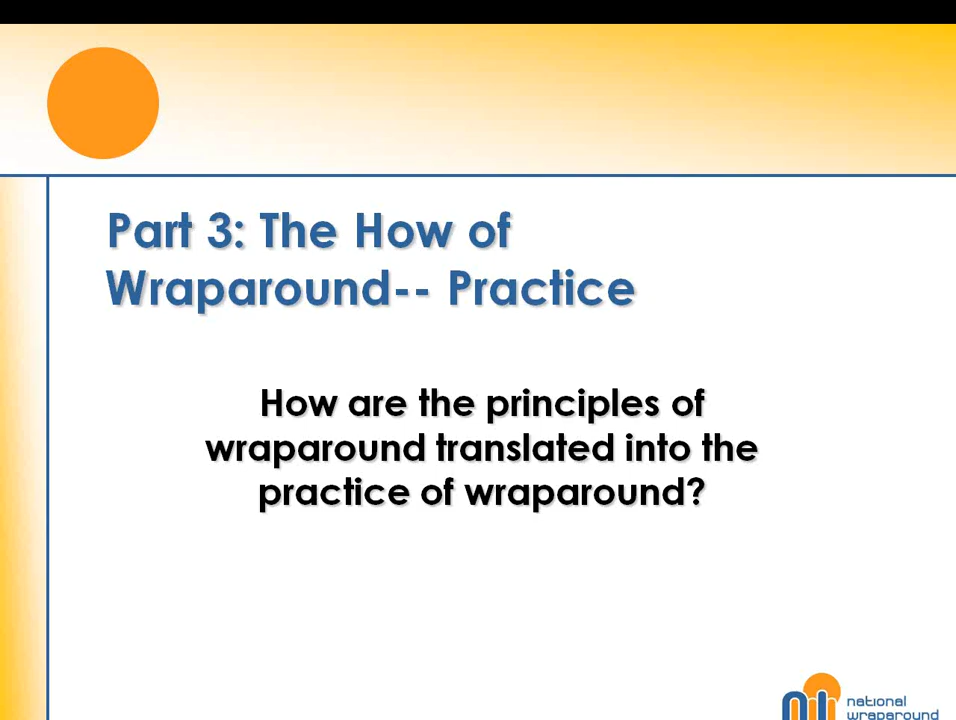 Part 3: The How of
Wraparound-- Practice
How are the principles of
wraparound translated into the
practice of wraparound?
national
wraparound